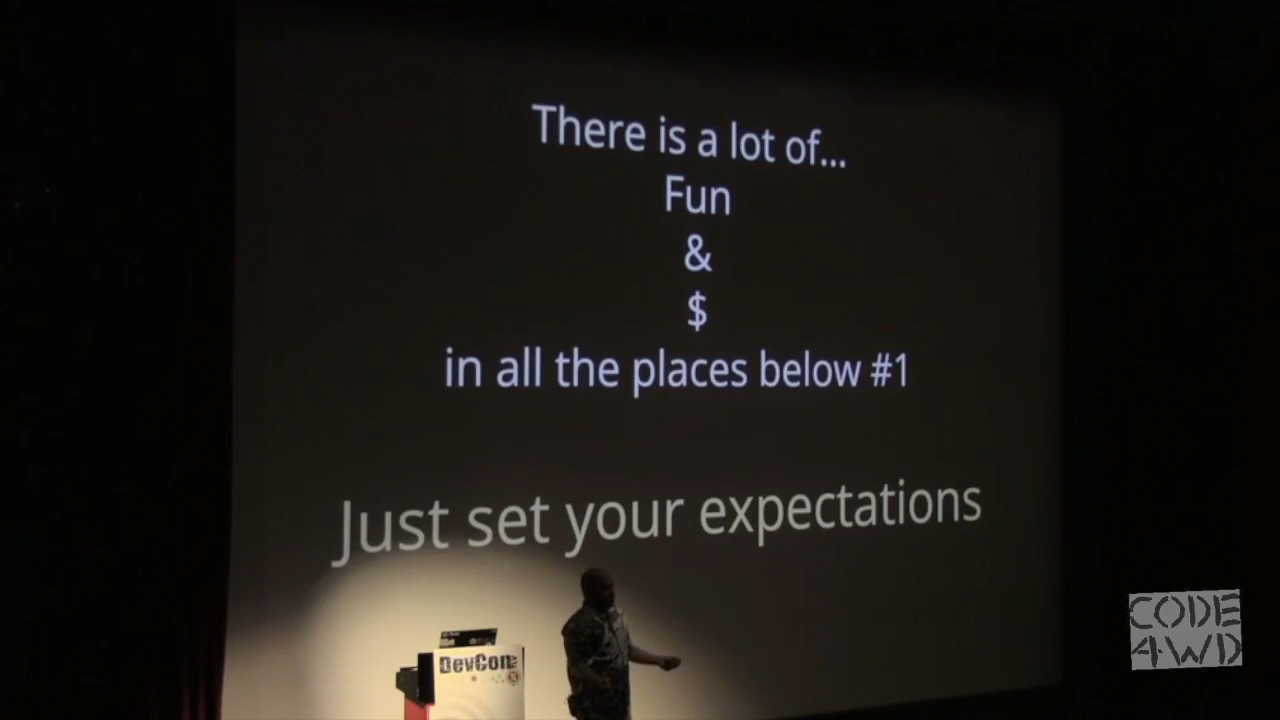 There is a lot of...
Fun
&
$
in all the places below #1
Just set your expectations
DevCon
CODE
4WD